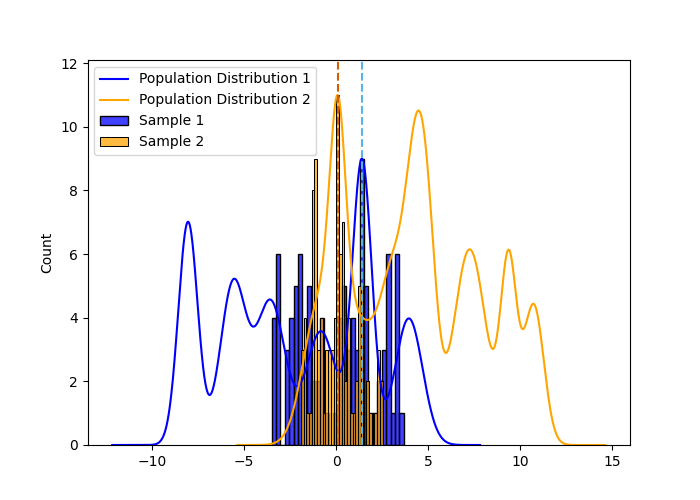 12
10
8
6
4
2
0
Count
Population Distribution 1
Population Distribution 2
Sample 1
Sample 2
−10
−5
0
5
10
15